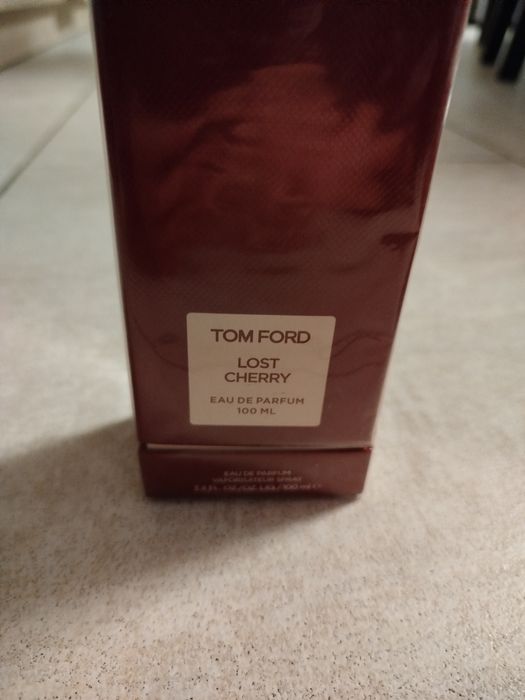 TOM FORD
LOST
CHERRY
EAU DE PARFUM
100 ML
EAU DE PARFUM
VAPORISATEUR SPRAY